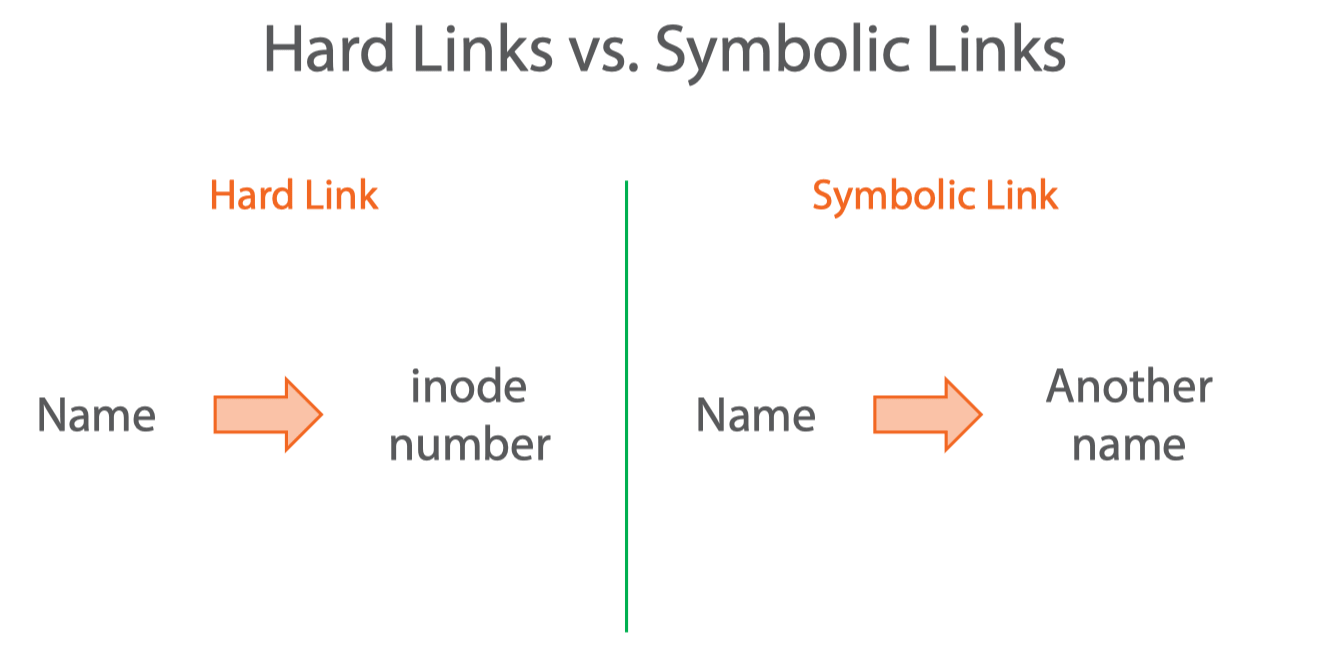 Hard Links vs. Symbolic Links
Hard Link
Name
inode
number
Symbolic Link
Name
Another
name